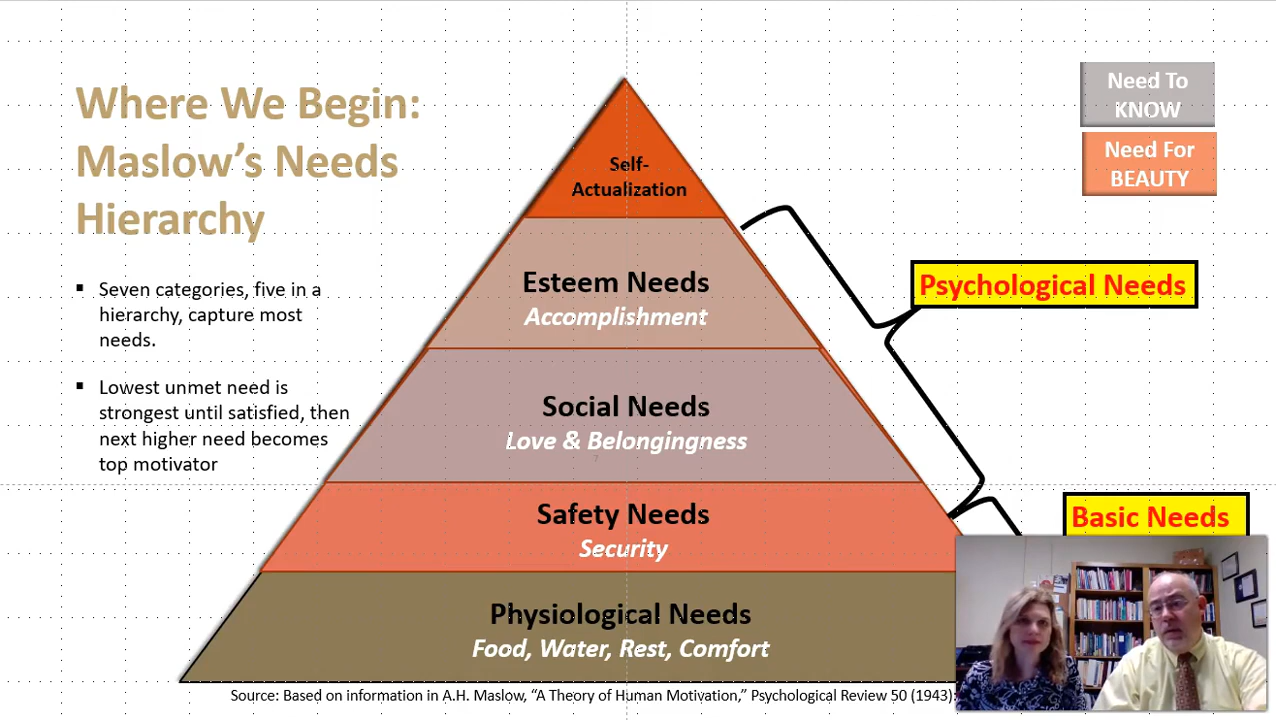 Where We Begin:
Maslow's Needs
Hierarchy
▪ Seven categories, five in a
hierarchy, capture most
needs.
▪ Lowest unmet need is
strongest until satisfied, then
next higher need becomes
top motivator
Self-
Actualization
Esteem Needs
Accomplishment
Social Needs
Love & Belongingness
Safety Needs
Security
Physiological Needs
Food, Water, Rest, Comfort
Need To
KNOW
Need For
BEAUTY
Psychological Needs
Basic Needs
Source: Based on information in A.H. Maslow, “A Theory of Human Motivation,” Psychological Review 50 (1943):